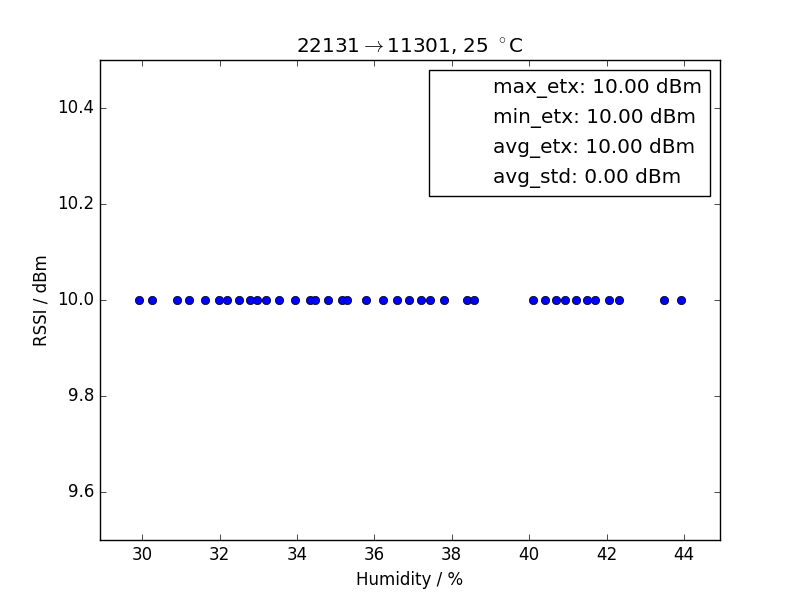 22131→11301, 25 °C
max_etx: 10.00 dBm
min_etx: 10.00 dBm
avg_etx: 10.00 dBm
avg_std: 0.00 dBm
RSSI / dBm
10.4
10.2
10.0
9.8
9.6
30 32 34 36 38 40 42 44
Humidity / %